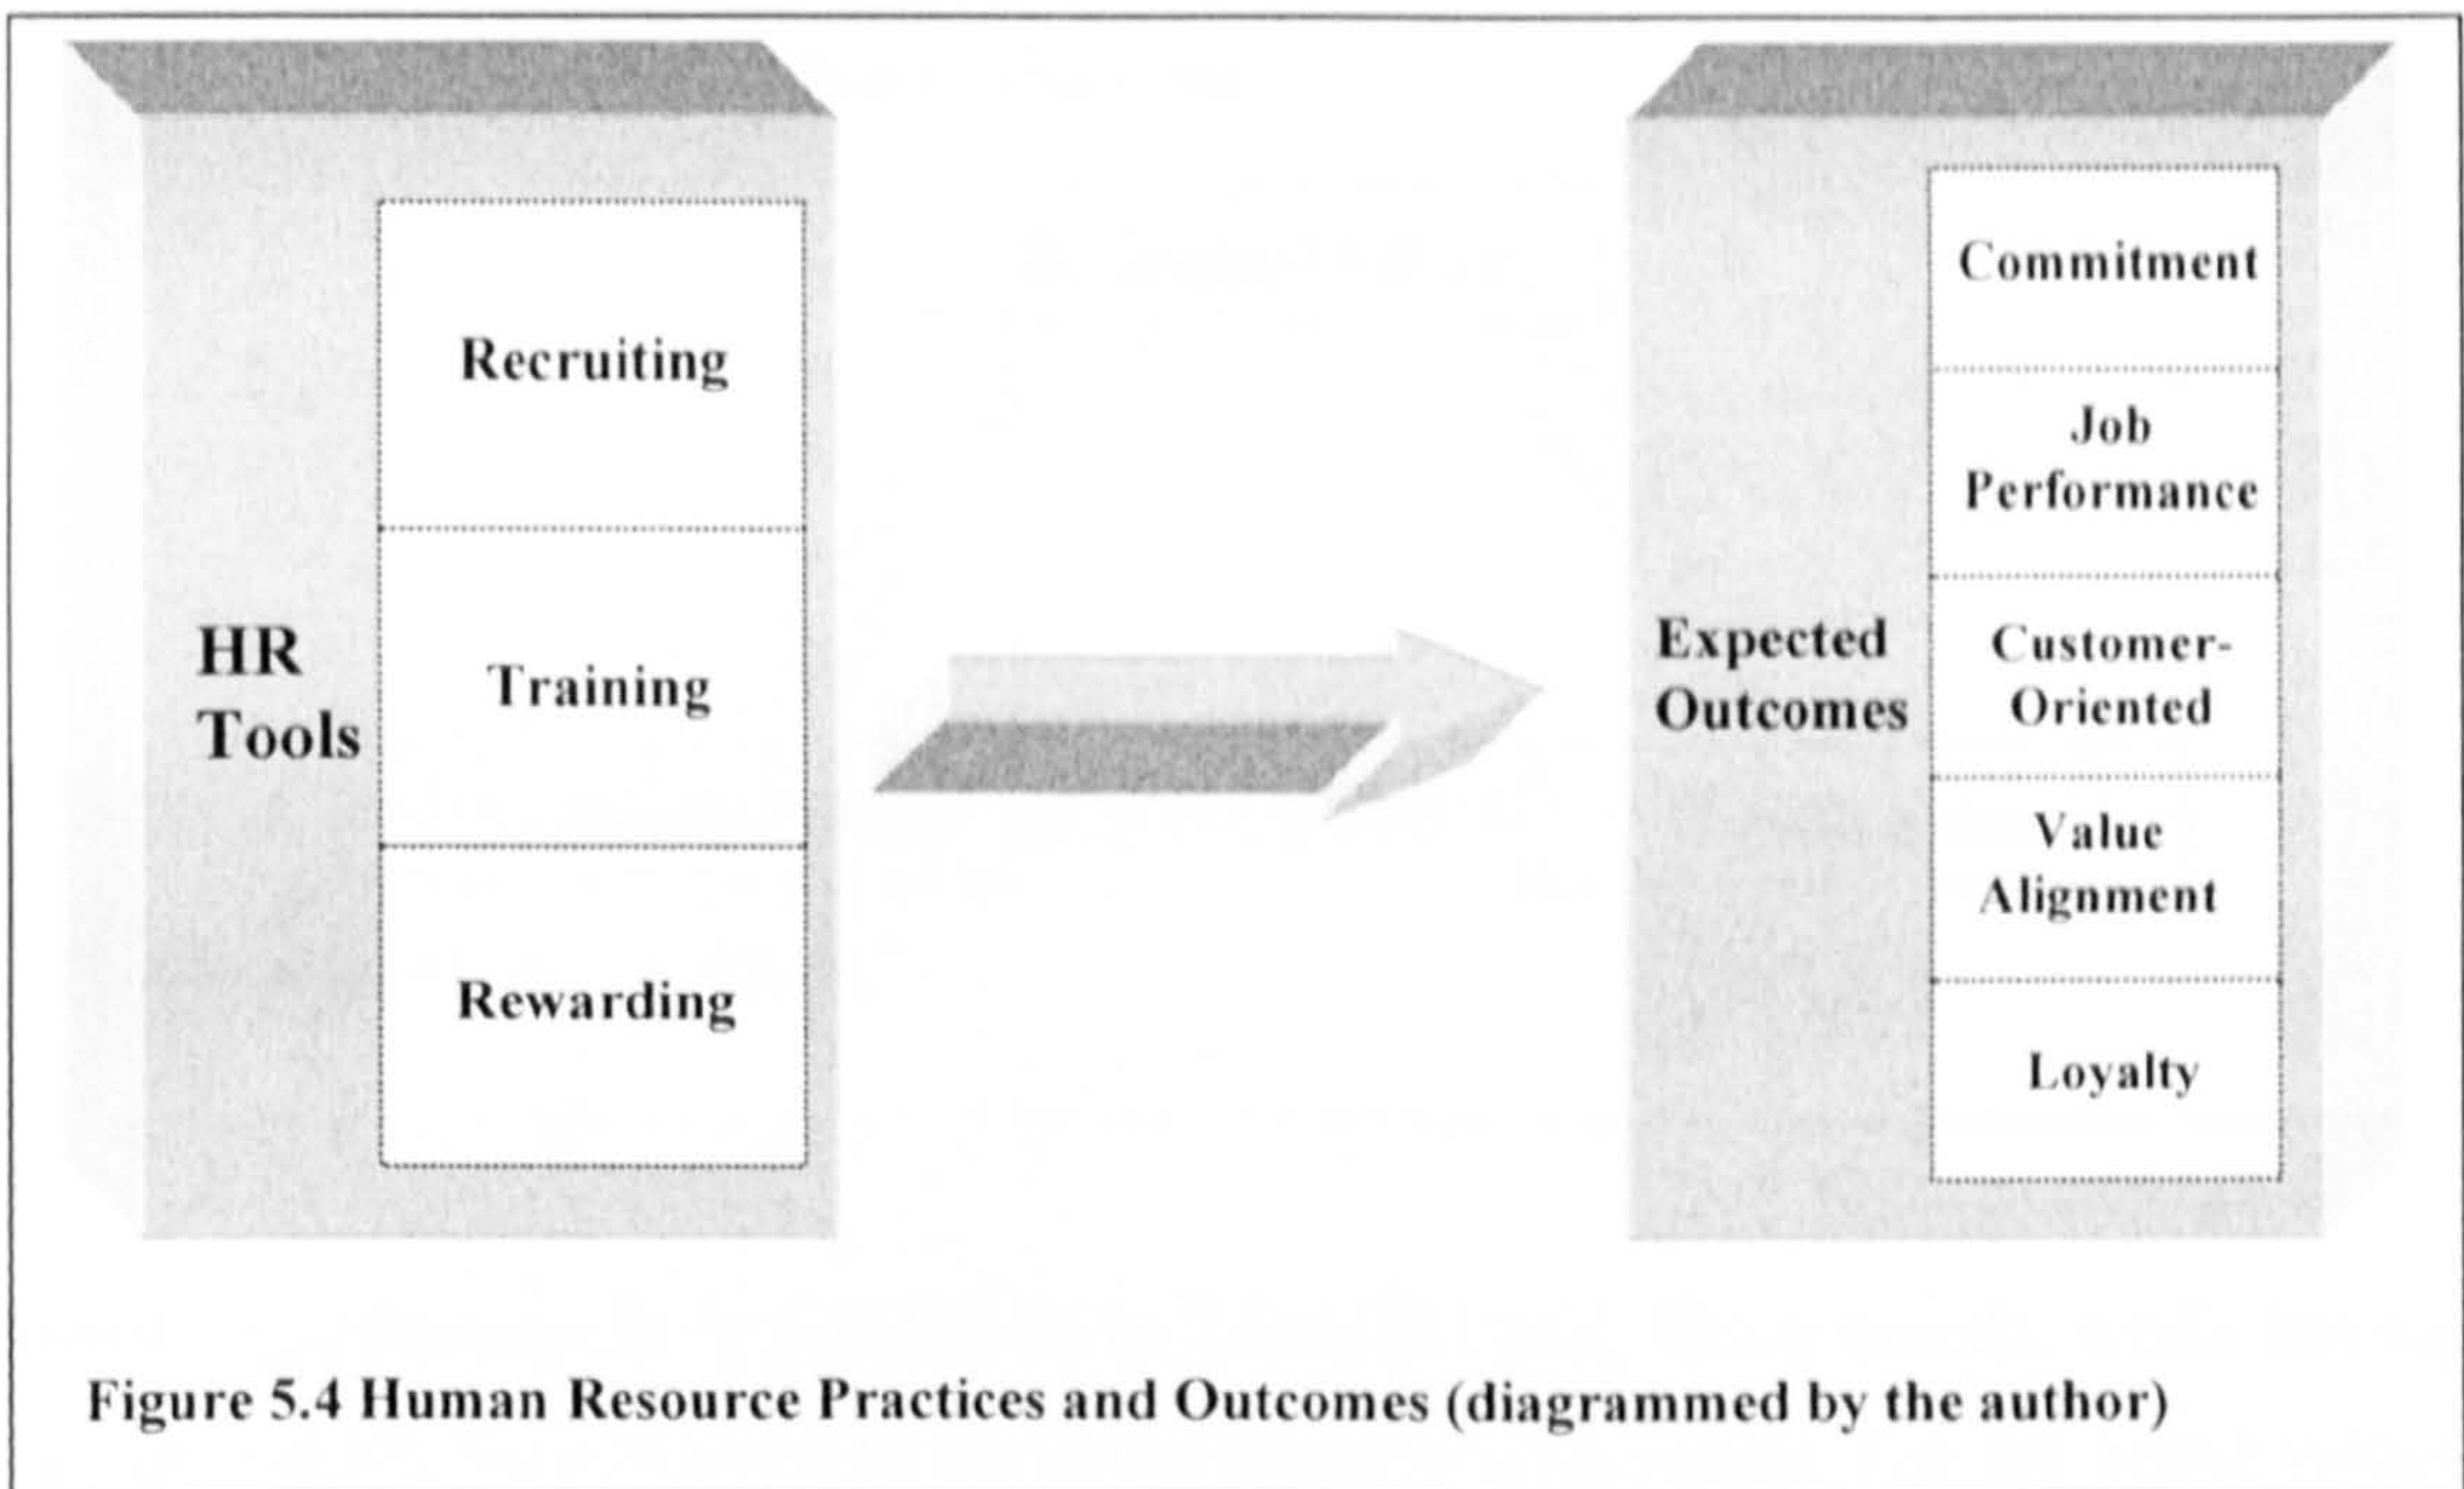 HR
Tools
Recruiting
Training
Rewarding
Expected
Outcomes
Commitment
Job
Performance
Customer-
Oriented
Value
Alignment
Loyalty
Figure 5.4 Human Resource Practices and Outcomes (diagrammed by the author)